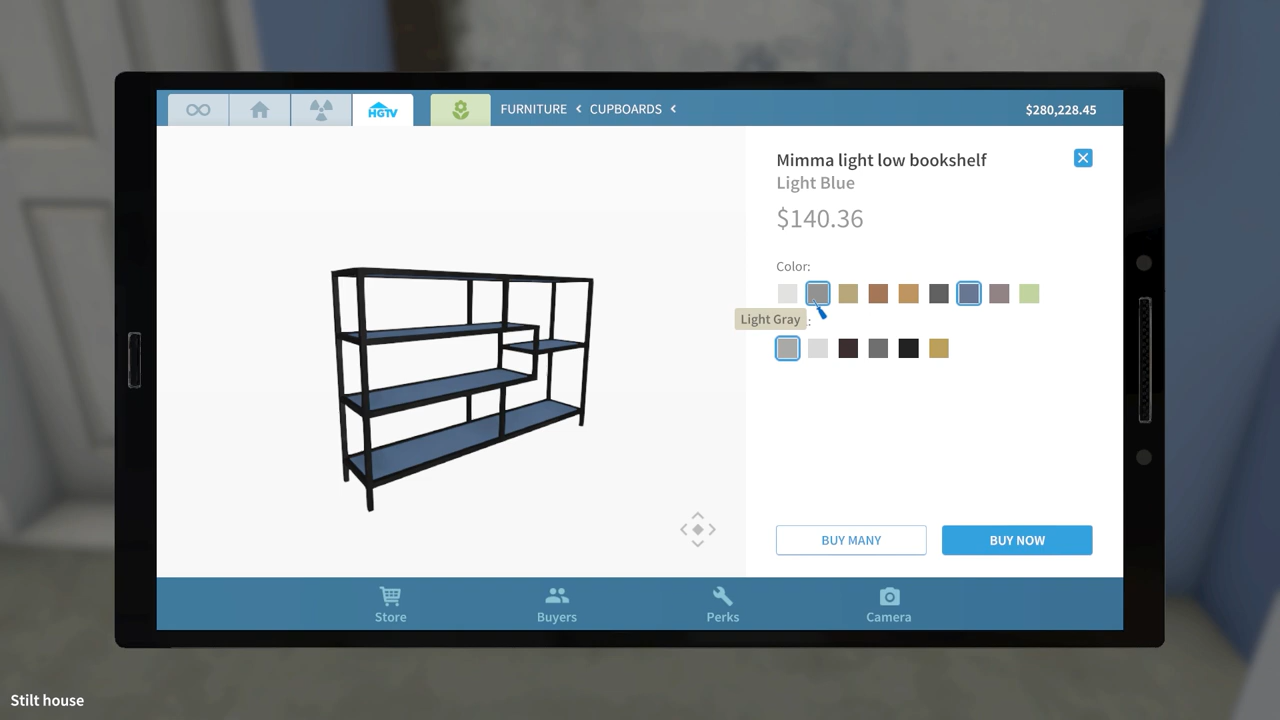 HGTV
FURNITURE < CUPBOARDS <
$280,228.45
Mimma light low bookshelf
Light Blue
$140.36
Color:
Light Gray
:
BUY MANY
BUY NOW
Store
Buyers
Perks
Camera
Stilt house